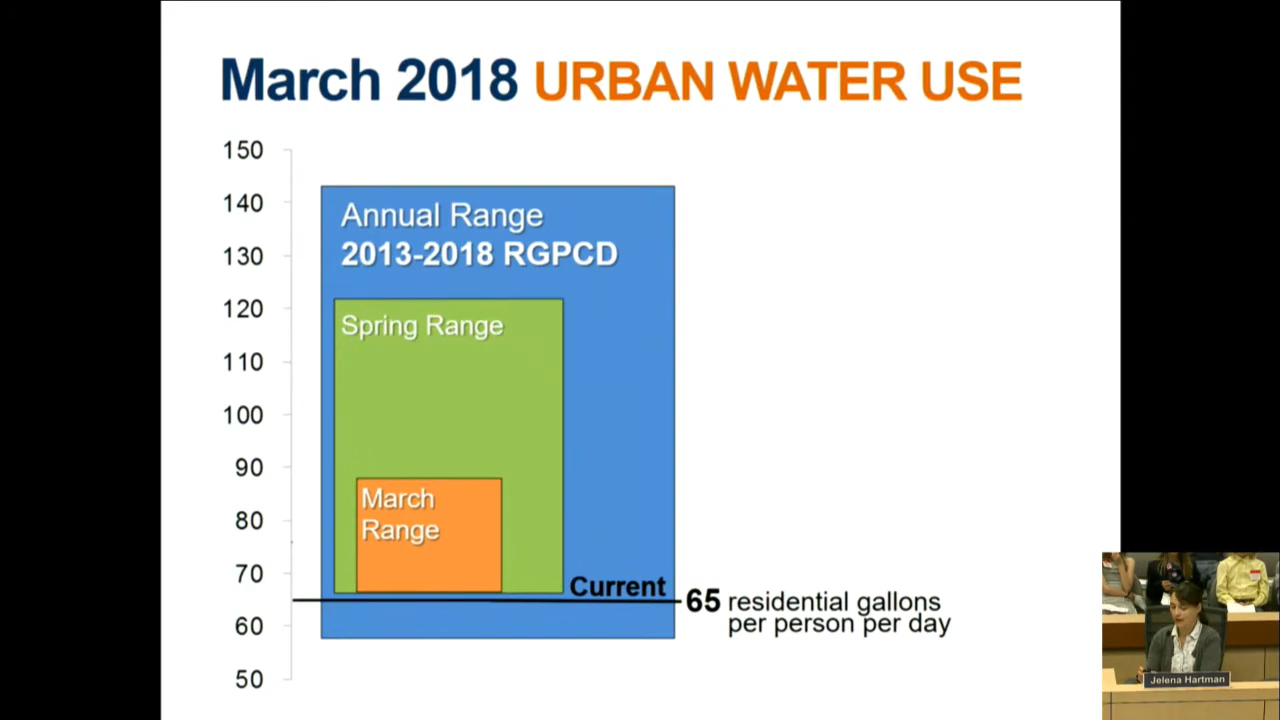 March 2018 URBAN WATER USE
150
140
130
120
110
100
90
80
70
60
50
Annual Range
2013-2018 RGPCD
Spring Range
March
Range
Current
65 residential gallons
per person per day
Jelena Hartman